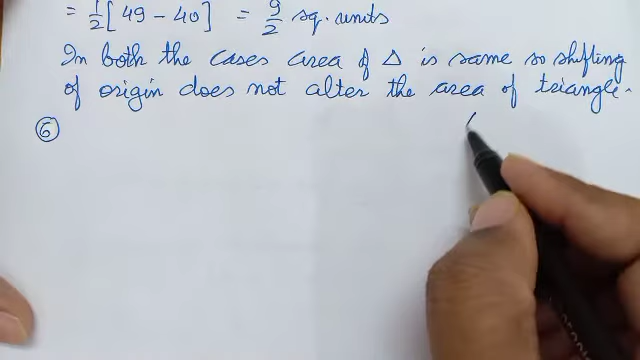 = 1/2 [49 - 40] = 9/2 sq. units
In both the cases area of Δ is same so shifting
of origin does not alter the area of triangle.
⑥